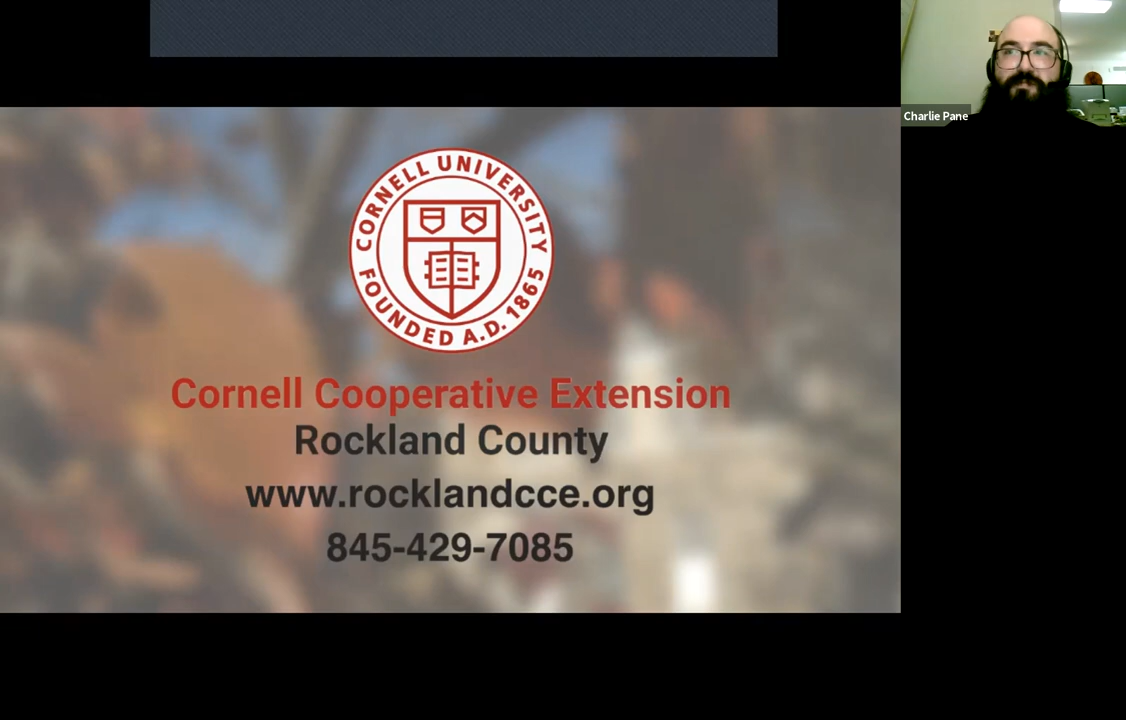 CORNELL UNIVERSITY
FOUNDED A.D. 1865
Cornell Cooperative Extension
Rockland County
www.rocklandcce.org
845-429-7085
Charlie Pane